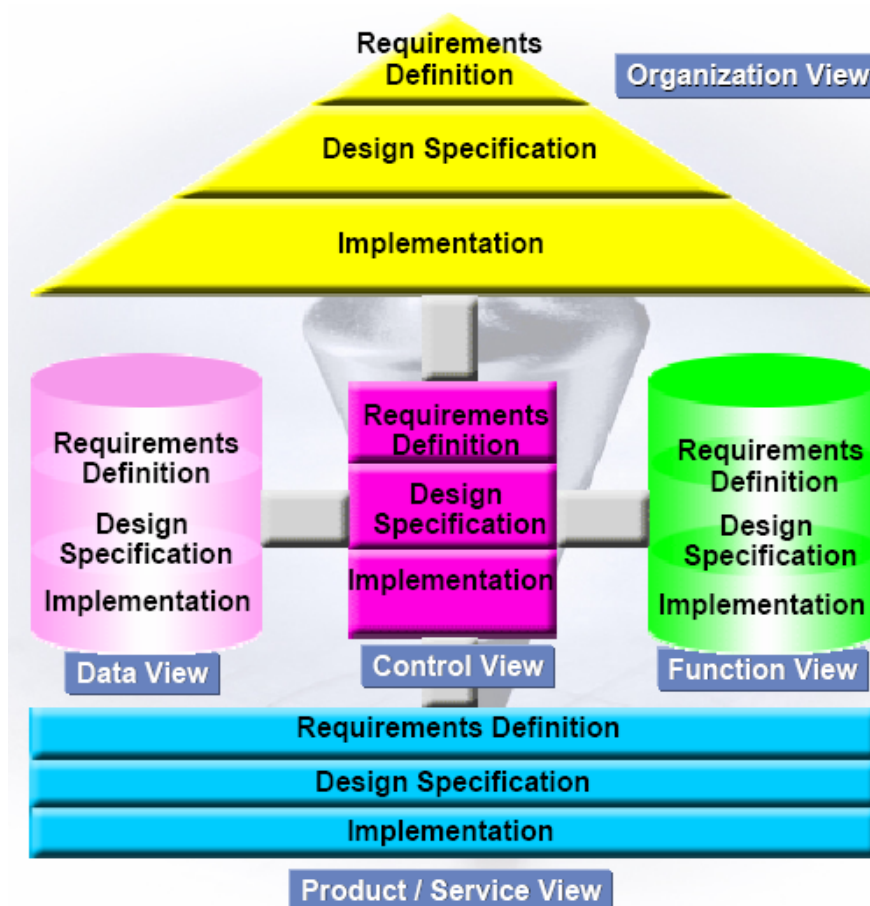 Requirements
Definition
Organization View
Design Specification
Implementation
Requirements
Definition
Design
Specification
Implementation
Data View
Requirements
Definition
Design
Specification
Implementation
Control View
Requirements
Definition
Design
Specification
Implementation
Function View
Requirements Definition
Design Specification
Implementation
Product / Service View